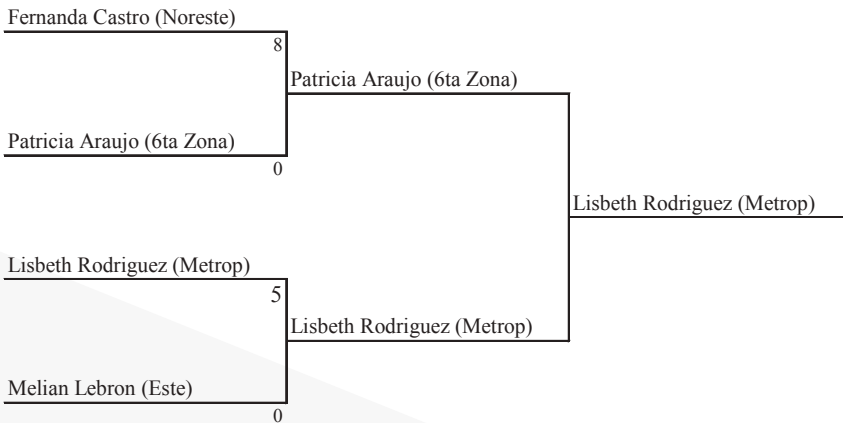 Fernanda Castro (Noreste)
8
Patricia Araujo (6ta Zona)
Patricia Araujo (6ta Zona)
0
Lisbeth Rodriguez (Metrop)
Lisbeth Rodriguez (Metrop)
5
Lisbeth Rodriguez (Metrop)
Melian Lebron (Este)
0